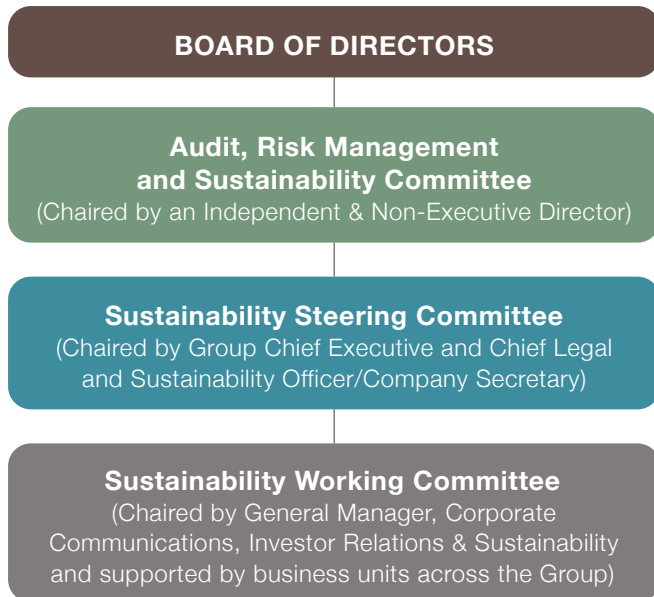 BOARD OF DIRECTORS
Audit, Risk Management
and Sustainability Committee
(Chaired by an Independent & Non-Executive Director)
Sustainability Steering Committee
(Chaired by Group Chief Executive and Chief Legal
and Sustainability Officer/Company Secretary)
Sustainability Working Committee
(Chaired by General Manager, Corporate
Communications, Investor Relations & Sustainability
and supported by business units across the Group)